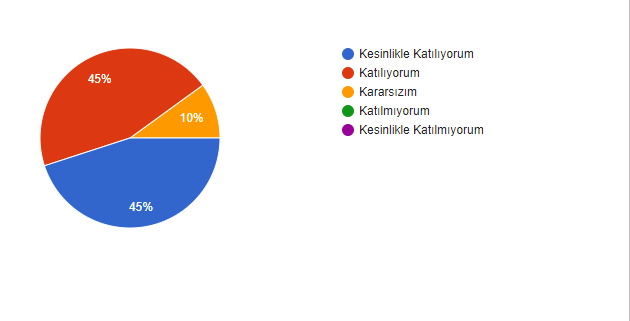 45%
10%
45%
Kesinlikle Katılıyorum
Katılıyorum
Kararsızım
Katılmıyorum
Kesinlikle Katılmıyorum